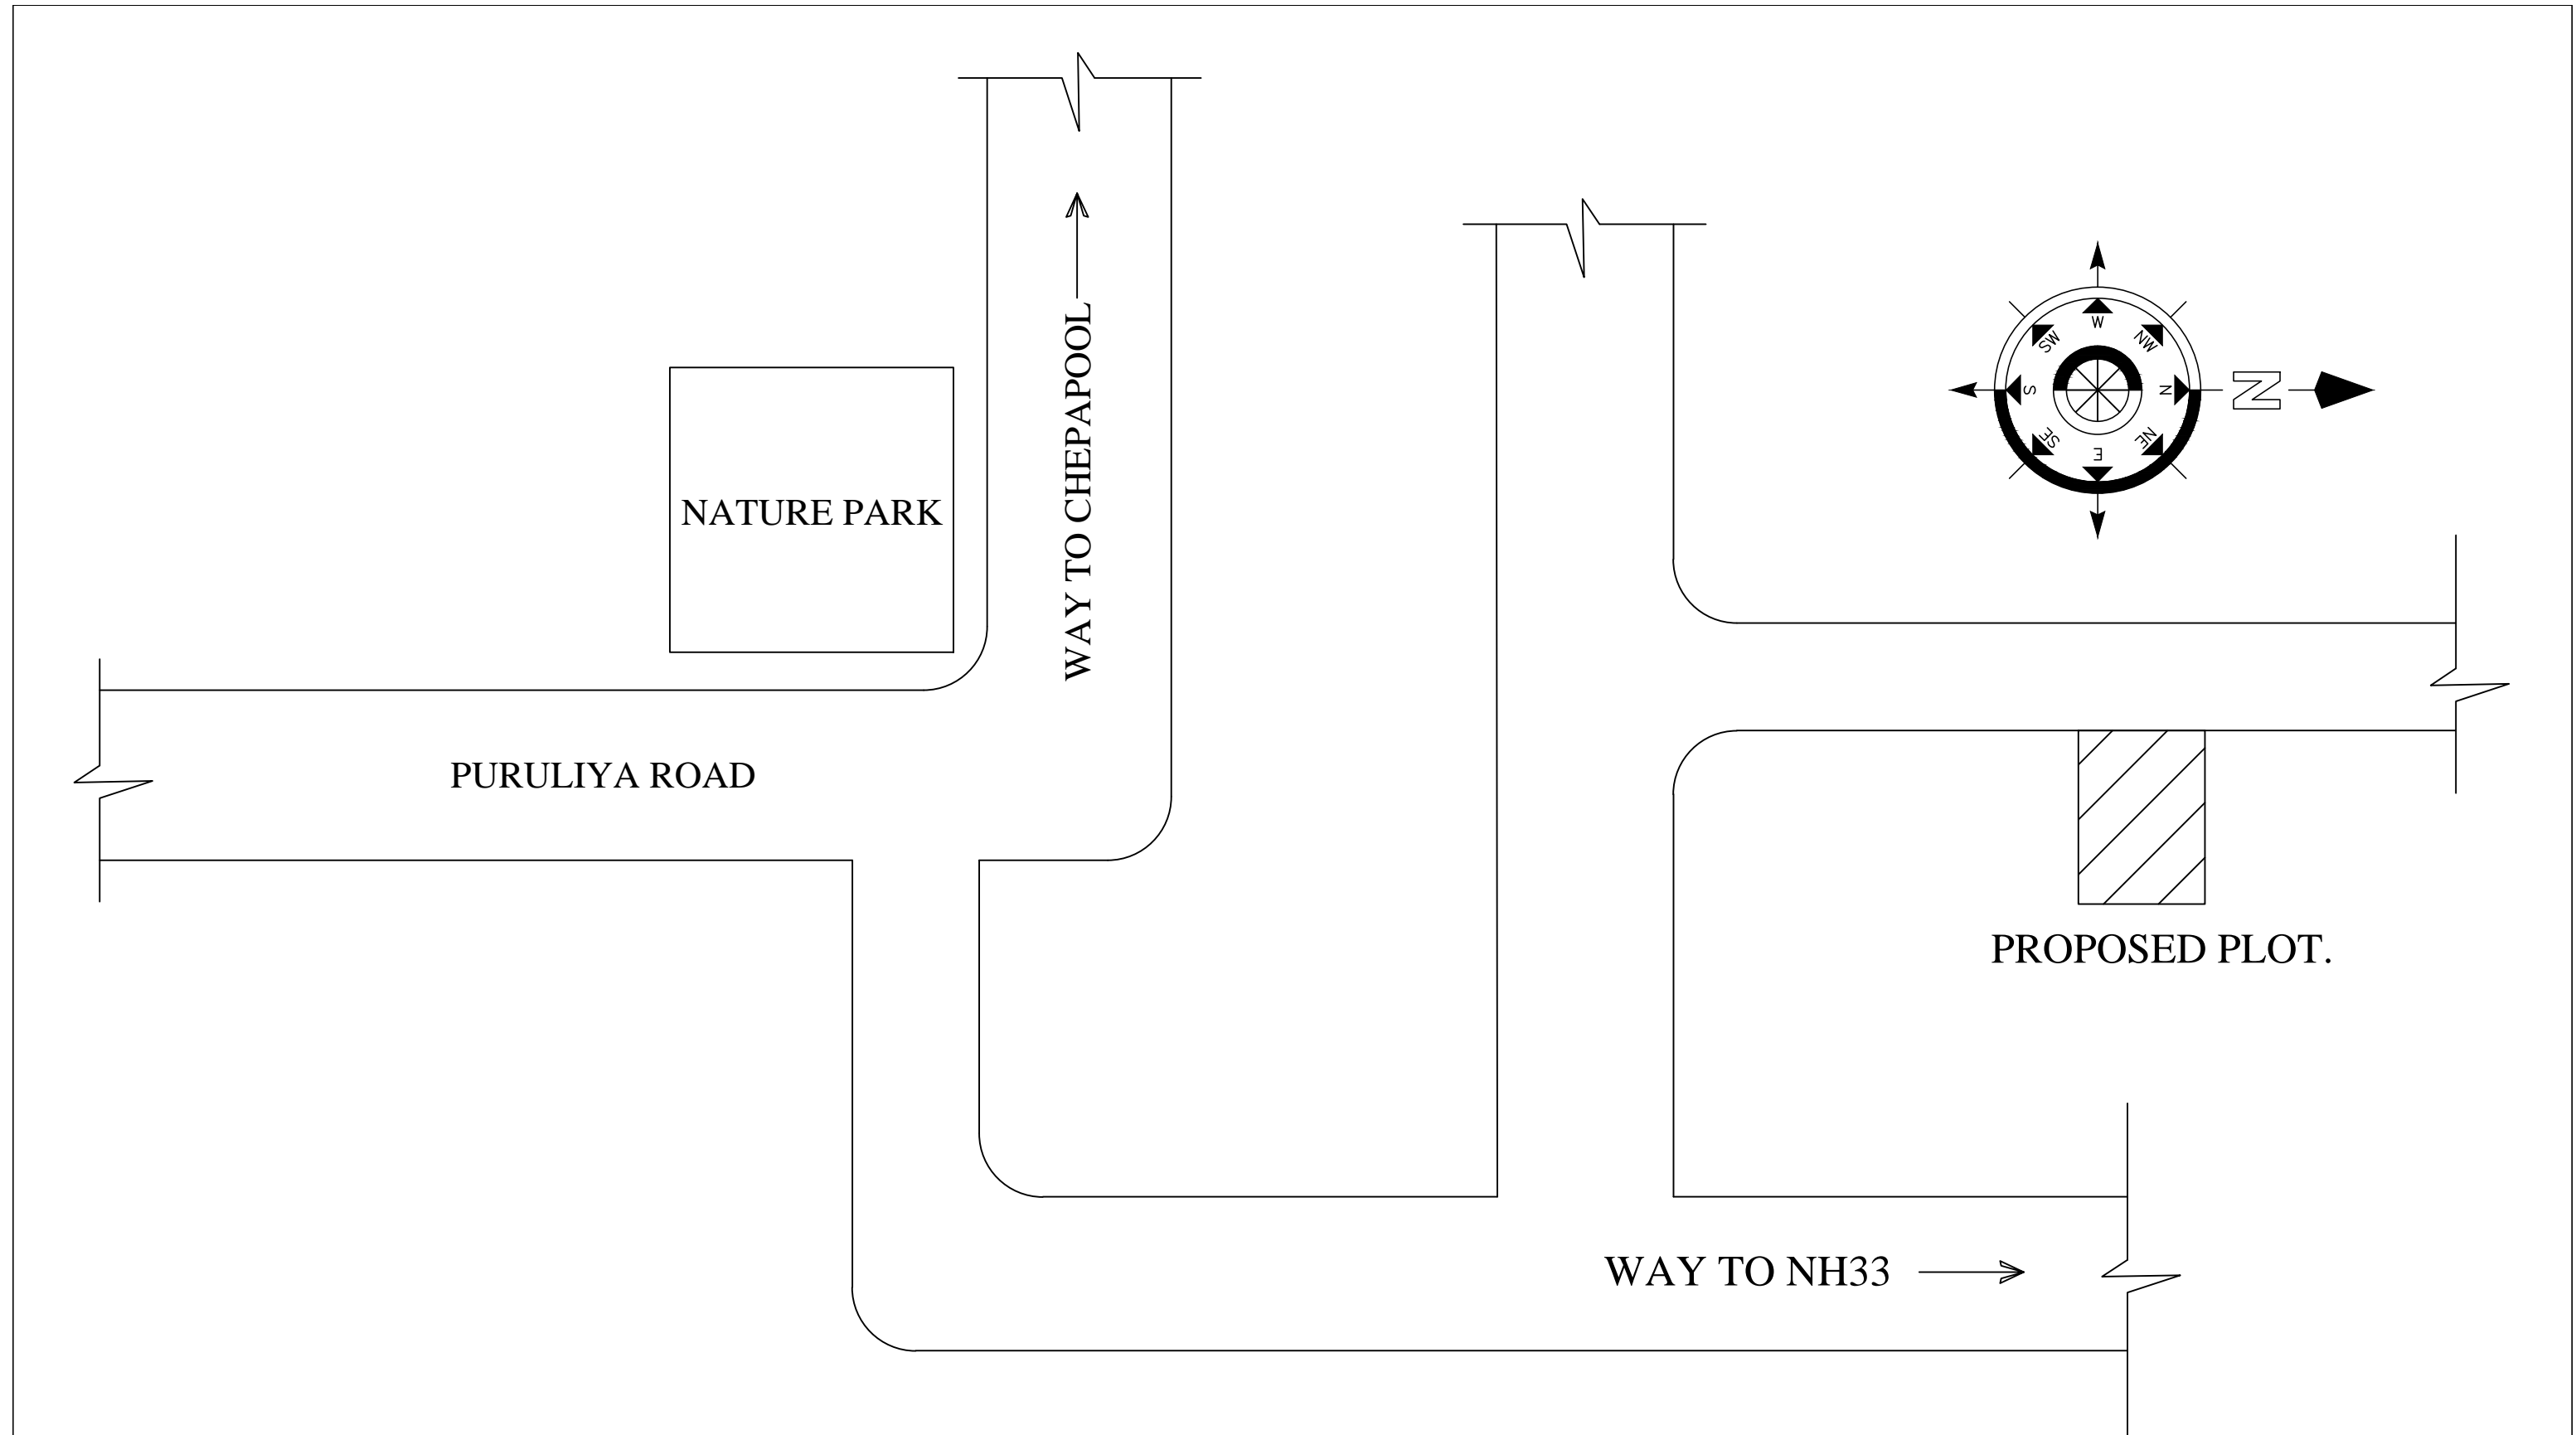 WAY TO CHEPAPOOL
W
SW
NW
S
N
N
SE
NE
E
NATURE PARK
PURULIYA ROAD
PROPOSED PLOT.
WAY TO NH33